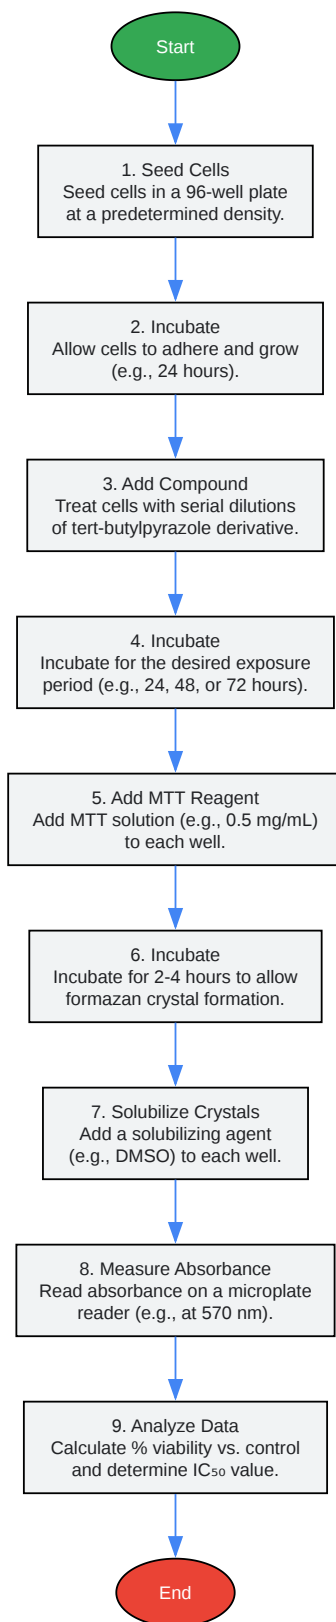 Start
1. Seed Cells
Seed cells in a 96-well plate
at a predetermined density.
2. Incubate
Allow cells to adhere and grow
(e.g., 24 hours).
3. Add Compound
Treat cells with serial dilutions
of tert-butylpyrazole derivative.
4. Incubate
Incubate for the desired exposure
period (e.g., 24, 48, or 72 hours).
5. Add MTT Reagent
Add MTT solution (e.g., 0.5 mg/mL)
to each well.
6. Incubate
Incubate for 2-4 hours to allow
formazan crystal formation.
7. Solubilize Crystals
Add a solubilizing agent
(e.g., DMSO) to each well.
8. Measure Absorbance
Read absorbance on a microplate
reader (e.g., at 570 nm).
9. Analyze Data
Calculate % viability vs. control
and determine IC₅₀ value.
End